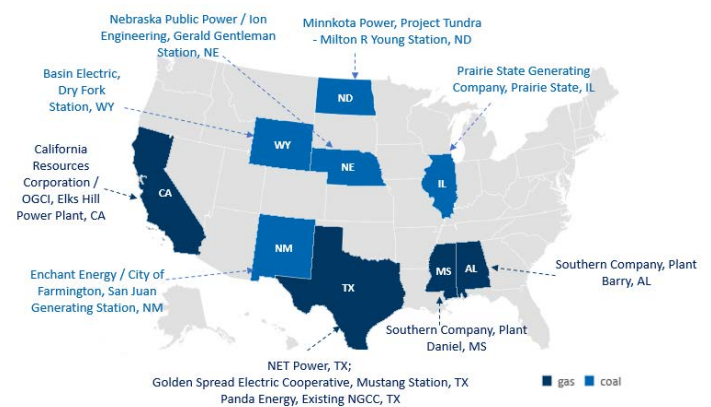 Nebraska Public Power / Ion
Engineering, Gerald Gentleman
Station, NE
Minnkota Power, Project Tundra
- Milton R Young Station, ND
Basin Electric,
Dry Fork
Station, WY
Prairie State Generating
Company, Prairie State, IL
ND
WY
NE
IL
California
Resources
Corporation /
OGCI, Elks Hill
Power Plant, CA
CA
NM
TX
MS
AL
Enchant Energy / City of
Farmington, San Juan
Generating Station, NM
Southern Company, Plant
Barry, AL
Southern Company, Plant
Daniel, MS
NET Power, TX;
Golden Spread Electric Cooperative, Mustang Station, TX
Panda Energy, Existing NGCC, TX
gas coal